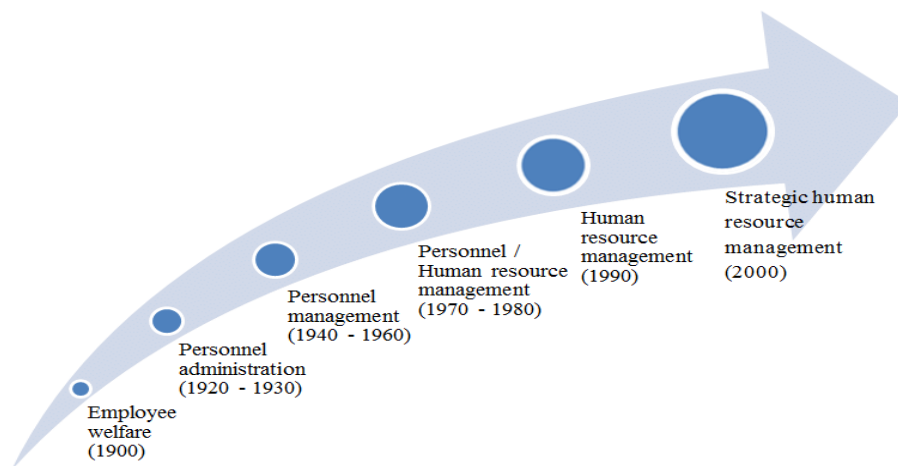 Employee
welfare
(1900)
Personnel
administration
(1920 - 1930)
Personnel
management
(1940 - 1960)
Personnel /
Human resource
management
(1970 - 1980)
Human
resource
management
(1990)
Strategic human
resource
management
(2000)